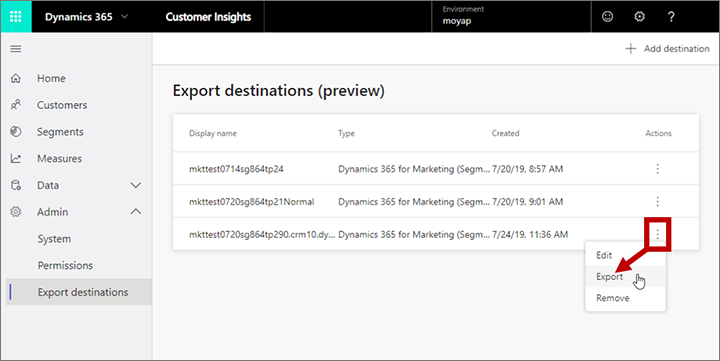 Dynamics 365
Customer Insights
Environment
moyap
?
Add destination
Home
Customers
Segments
Measures
Data
Admin
System
Permissions
Export destinations
Export destinations (preview)
Display name Type Created Actions
mkttest0714sg864tp24 Dynamics 365 for Marketing (Segm... 7/20/19, 8:57 AM
mkttest0720sg864tp21Normal Dynamics 365 for Marketing (Segm... 7/20/19, 9:01 AM
mkttest0720sg864tp290.crm10.dy... Dynamics 365 for Marketing (Segm... 7/24/19, 11:36 AM
Edit
Export
Remove